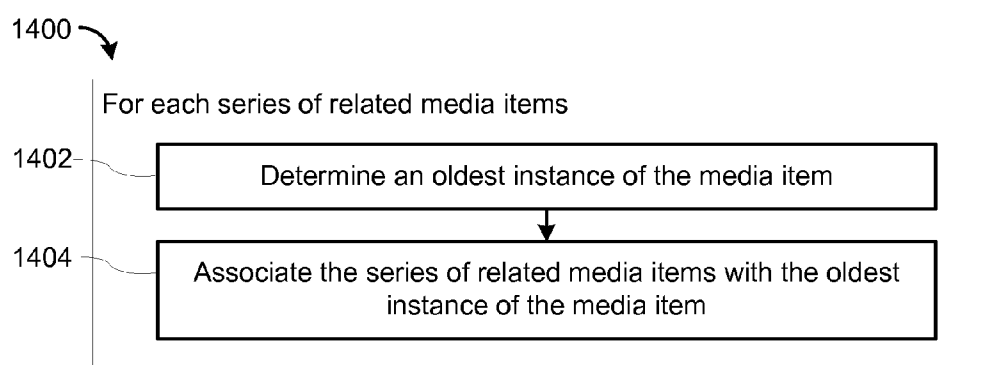 1400
For each series of related media items
1402
Determine an oldest instance of the media item
1404
Associate the series of related media items with the oldest
instance of the media item